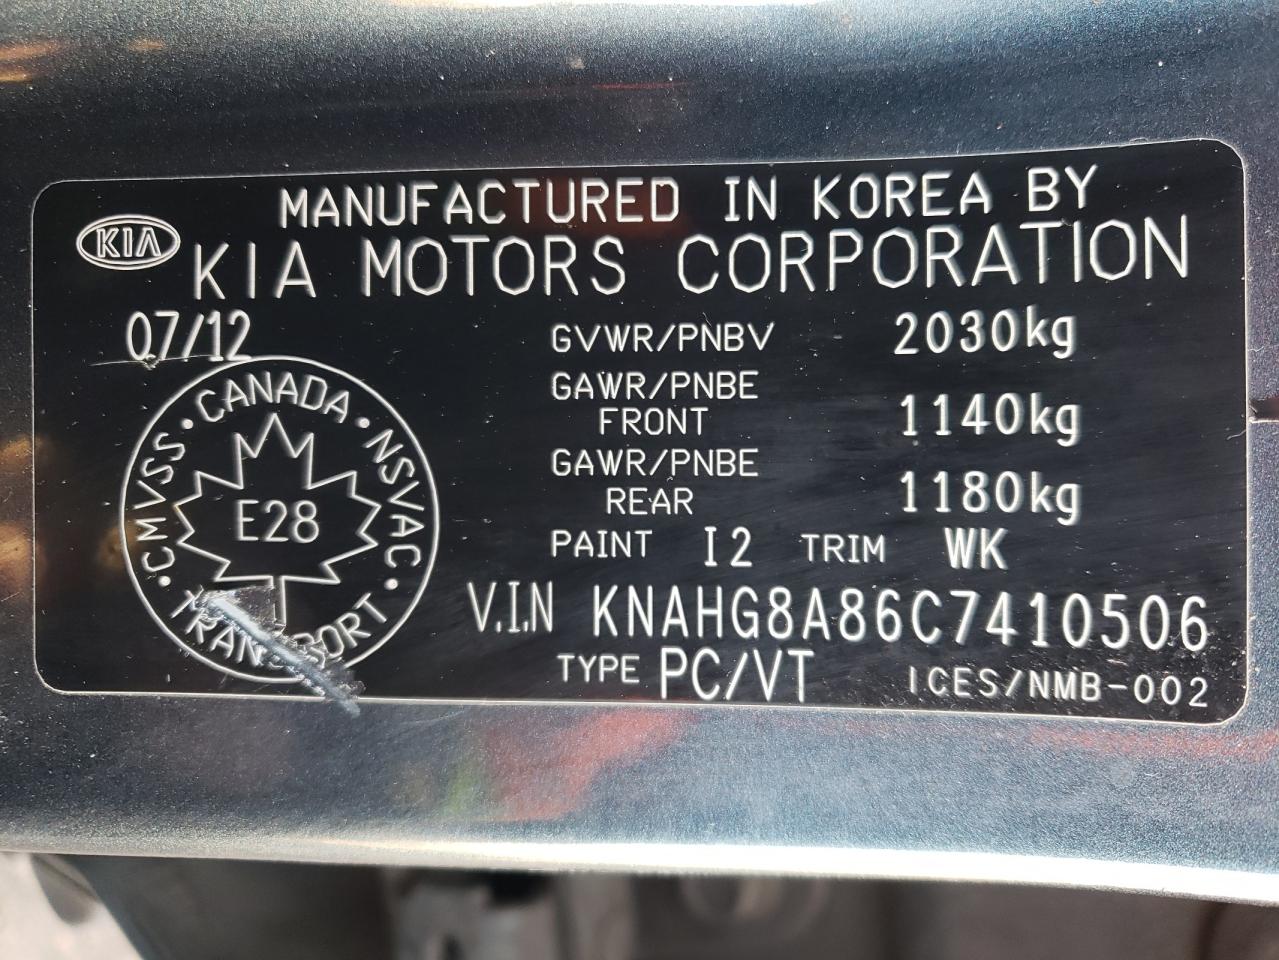 MANUFACTURED IN KOREA BY
KIA
KIA MOTORS CORPORATION
07/12
GVWR/PNBV 2030kg
GAWR/PNBE
FRONT 1140kg
GAWR/PNBE
REAR 1180kg
CMVSS · CANADA · NSVAC ·
E28
TRANSPORT
PAINT I2 TRIM WK
V.I.N KNAHG8A86C7410506
TYPE PC/VT ICES/NMB-002